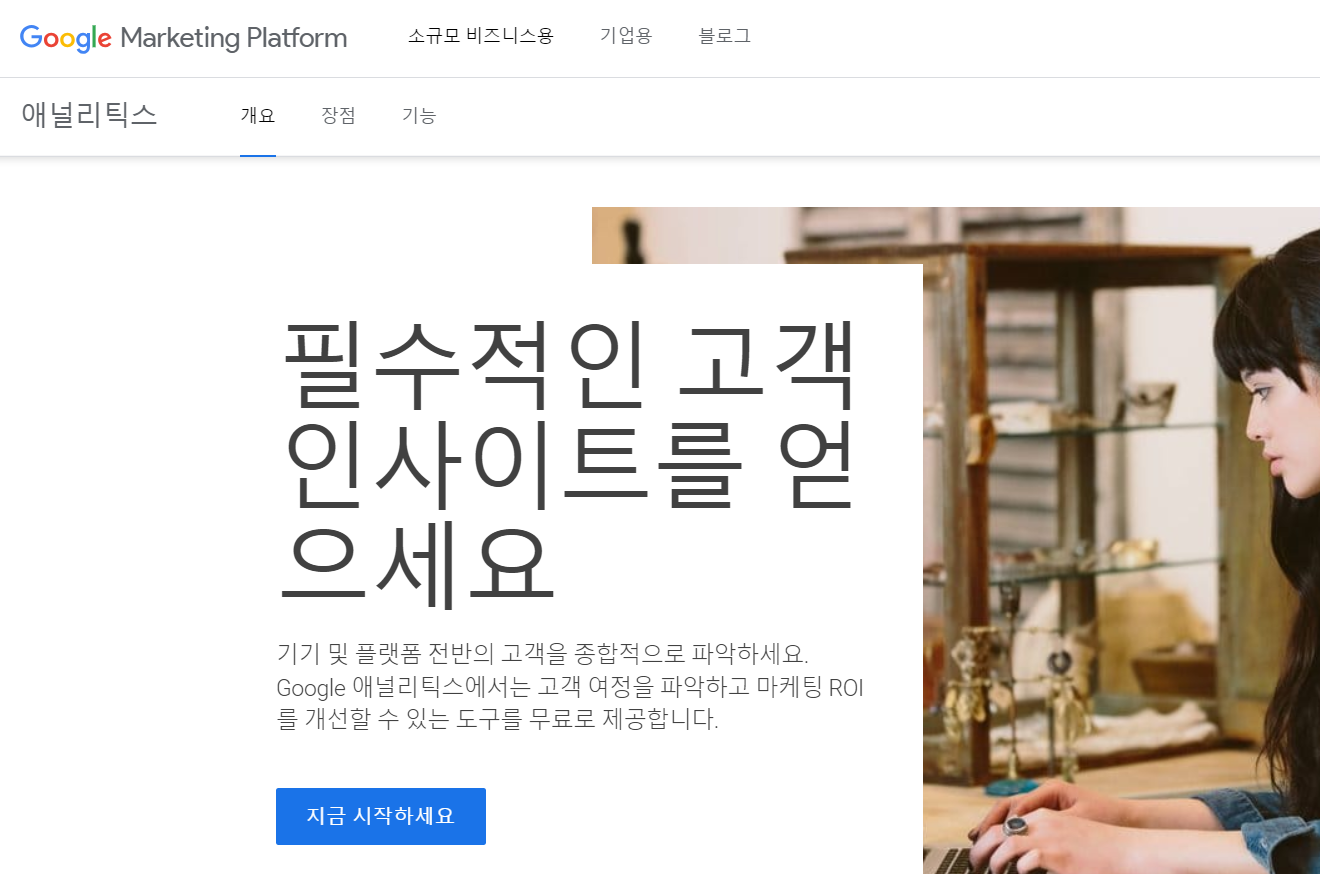 Google Marketing Platform 소규모 비즈니스용 기업용 블로그
애널리틱스 개요 장점 기능
필수적인 고객
인사이트를 얻
으세요
기기 및 플랫폼 전반의 고객을 종합적으로 파악하세요.
Google 애널리틱스에서는 고객 여정을 파악하고 마케팅 ROI
를 개선할 수 있는 도구를 무료로 제공합니다.
지금 시작하세요